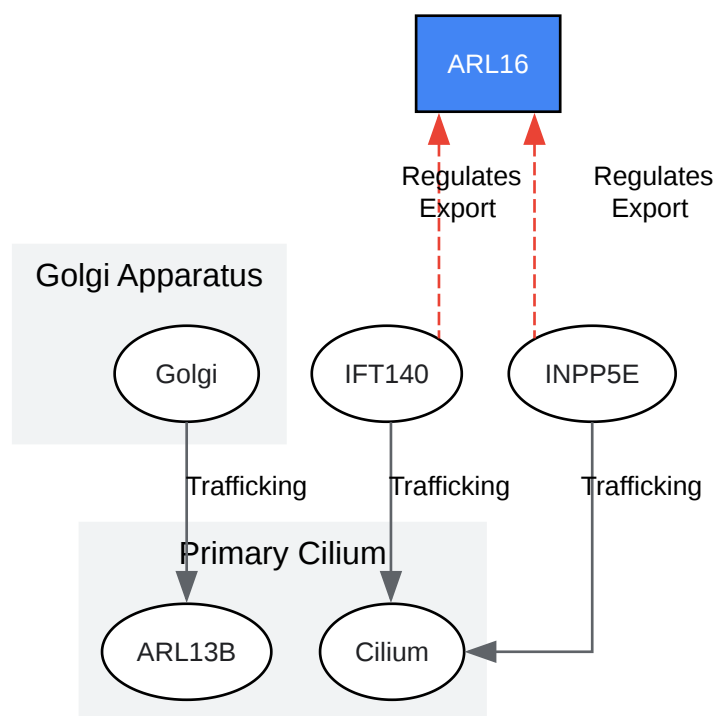 ARL16
Regulates
Export
Regulates
Export
Golgi Apparatus
Golgi
IFT140
INPP5E
Trafficking
Trafficking
Trafficking
Primary Cilium
ARL13B
Cilium